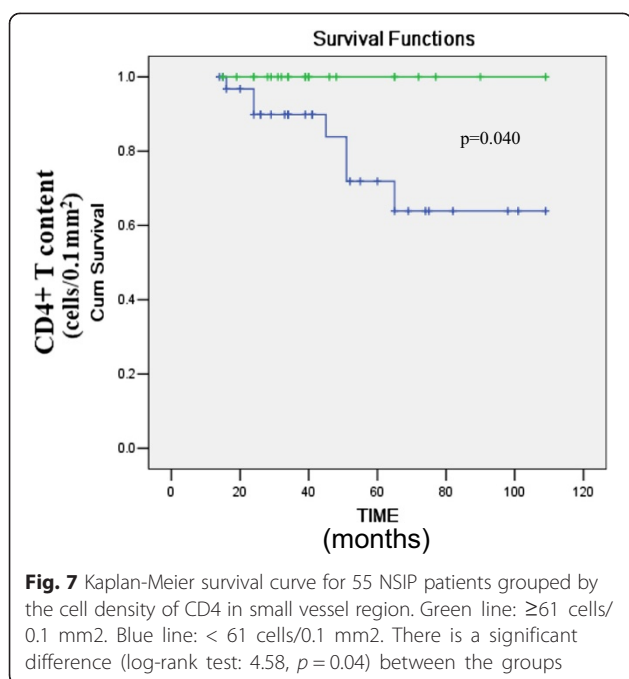 Survival Functions
1.0
0.8
0.6
0.4
0.2
0.0
p=0.040
CD4+ T content
(cells/0.1mm²)
Cum Survival
0 20 40 60 80 100 120
TIME
(months)
Fig. 7 Kaplan-Meier survival curve for 55 NSIP patients grouped by
the cell density of CD4 in small vessel region. Green line: ≥61 cells/
0.1 mm2. Blue line: < 61 cells/0.1 mm2. There is a significant
difference (log-rank test: 4.58, p = 0.04) between the groups